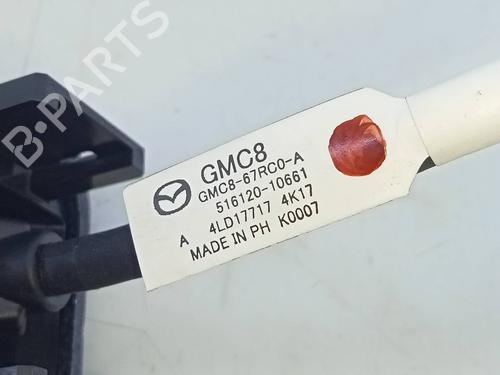 B-PARTS
GMC8
GMC8-67RC0-A
516120-10661
A 4LD17717 4K17
MADE IN PH K0007